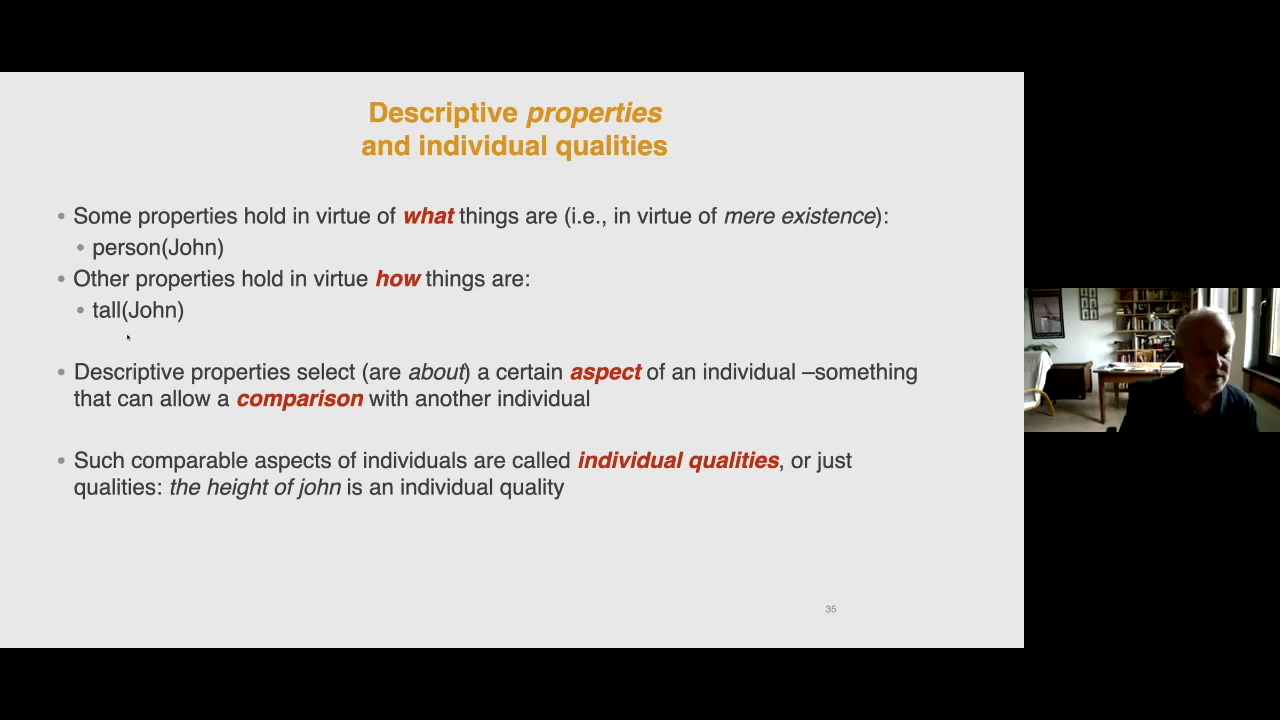 Descriptive properties
and individual qualities
• Some properties hold in virtue of what things are (i.e., in virtue of mere existence):
• person(John)
• Other properties hold in virtue how things are:
• tall(John)
• Descriptive properties select (are about) a certain aspect of an individual –something
that can allow a comparison with another individual
• Such comparable aspects of individuals are called individual qualities, or just
qualities: the height of john is an individual quality
35